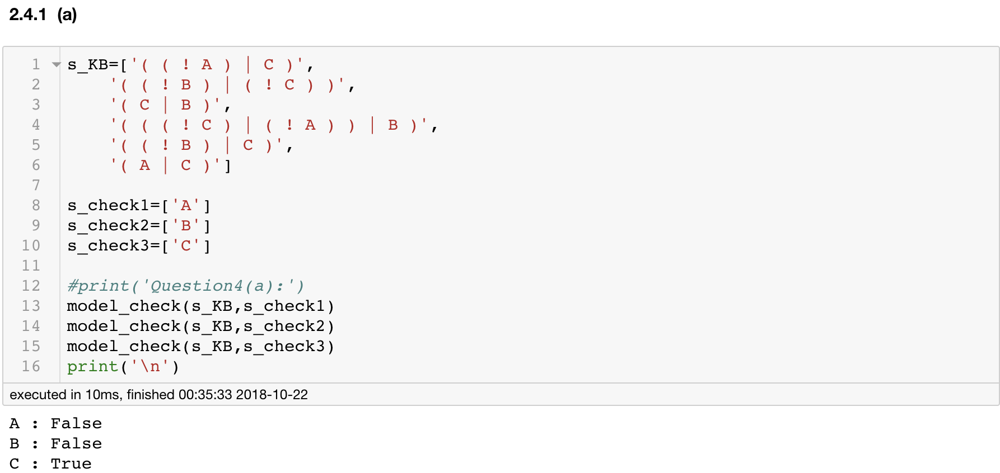 2.4.1 (a)
1 s_KB=['( ( ! A ) | C )',
2 '( ( ! B ) | ( ! C ) )',
3 '( C | B )',
4 '( ( ( ! C ) | ( ! A ) ) | B )',
5 '( ( ! B ) | C )',
6 '( A | C )']
7
8 s_check1=['A']
9 s_check2=['B']
10 s_check3=['C']
11
12 #print('Question4(a):')
13 model_check(s_KB,s_check1)
14 model_check(s_KB,s_check2)
15 model_check(s_KB,s_check3)
16 print('\n')
executed in 10ms, finished 00:35:33 2018-10-22
A : False
B : False
C : True